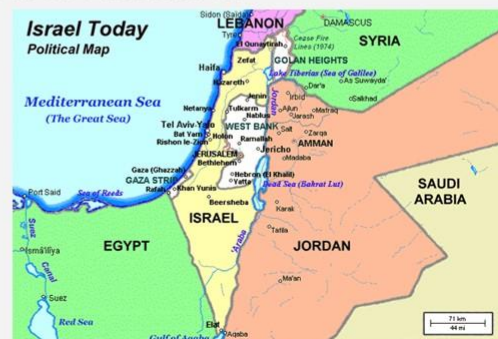 Israel Today
Political Map
Sidon (Saida)
LEBANON
DAMASCUS
Tyre
SYRIA
El Qunaytirah
Cease Fire
Lines (1974)
GOLAN HEIGHTS
Zefat
Haifa
Lake Tiberias (Sea of Galilee)
Nazareth
Dar'a
As Suwayda'
Mediterranean Sea
(The Great Sea)
Jenin
Irbid
Salkhad
Jordan
Netanya
Tulkarm
Ajlun
Mafraq
Nablus
Jarash
Tel Aviv-Yafo
WEST BANK
Salt
Zarqa
Bat Yam
Holon
Rishon le-Zion
Ramallah
AMMAN
JERUSALEM
Jericho
Bethlehem
Madaba
Gaza (Ghazzah)
Hebron (El Khalil)
GAZA STRIP
Yatta
Dead Sea (Bahrat Lut)
SAUDI
ARABIA
Port Said
Sea of Reeds
Rafah
Khan Yunis
Beersheba
Karak
ISRAEL
Suez
Canal
EGYPT
'Araba
JORDAN
Tafila
Ismâ'ilîya
Ma'an
Suez
Red Sea
Elat
Aqaba
Gulf of Aqaba
71 km
44 mi